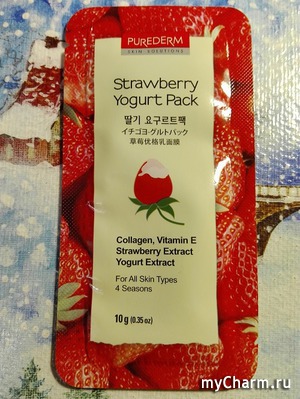 PUREDERM
SKIN SOLUTIONS
Strawberry
Yogurt Pack
딸기 요구르트팩
イチゴヨ-グルトパック
草莓优格乳面膜
Collagen, Vitamin E
Strawberry Extract
Yogurt Extract
For All Skin Types
4 Seasons
10 g (0.35 oz)
myCharm.ru